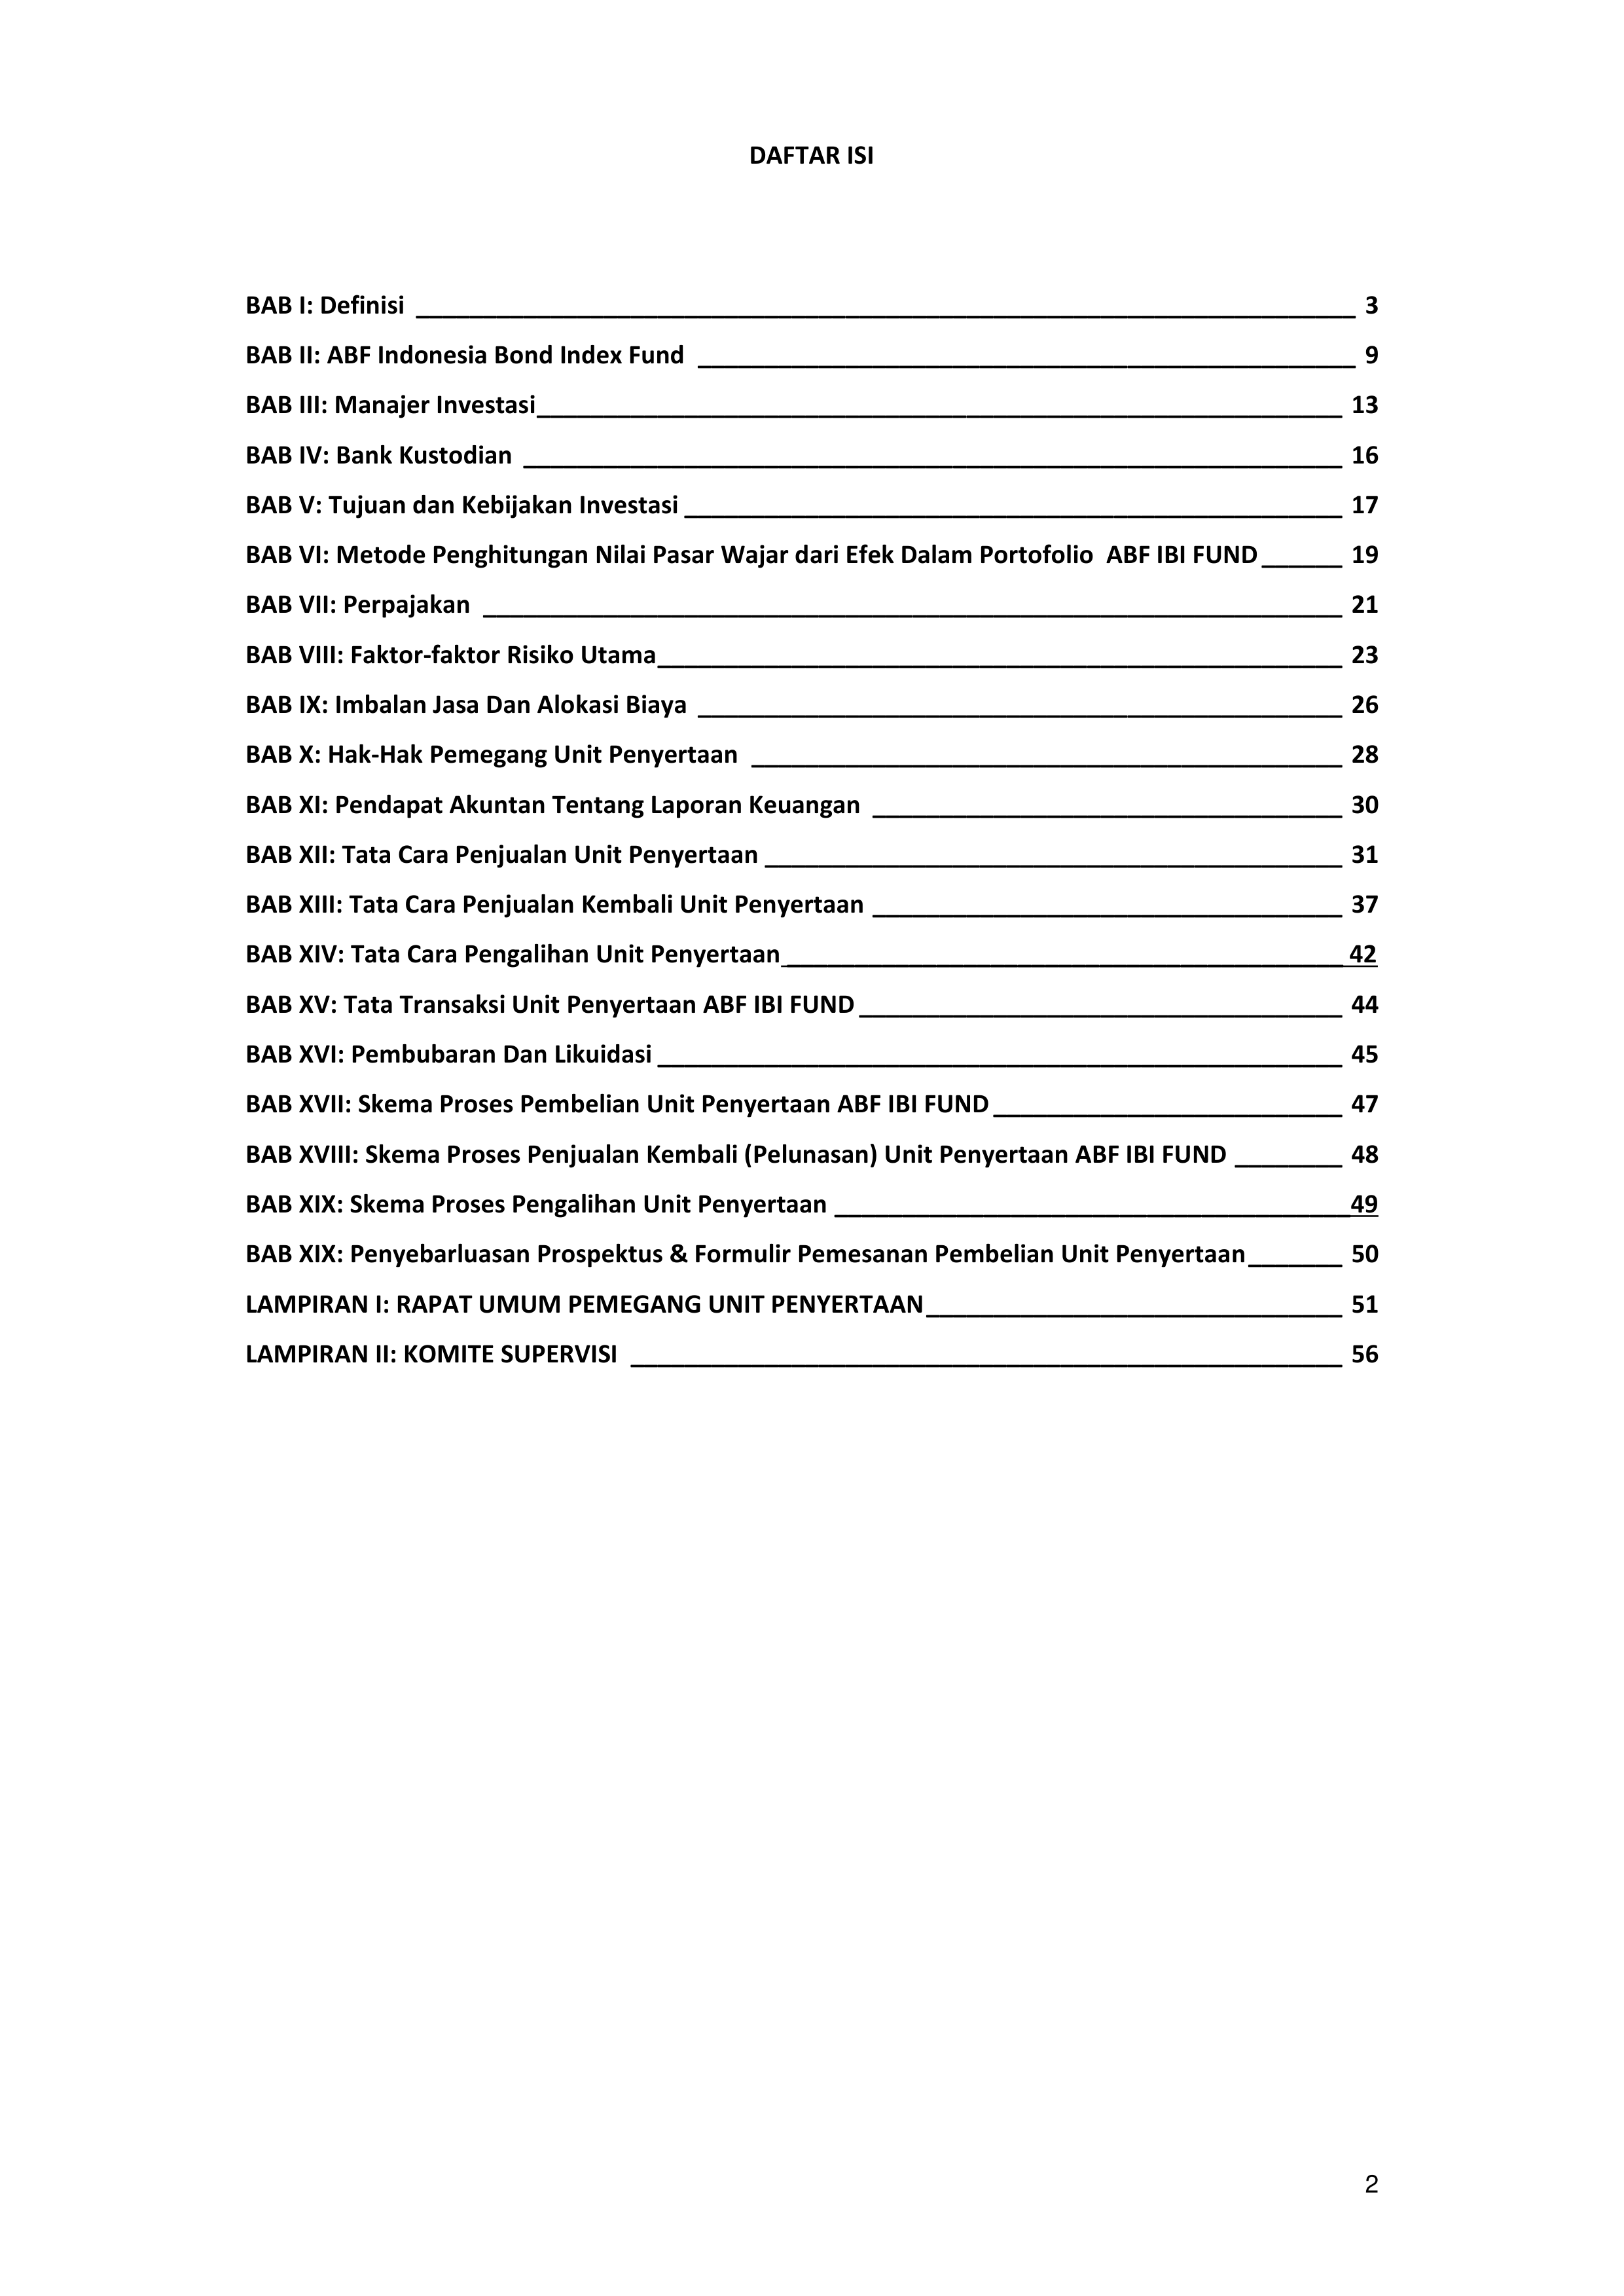 DAFTAR ISI
BAB I: Definisi 3
BAB II: ABF Indonesia Bond Index Fund 9
BAB III: Manajer Investasi 13
BAB IV: Bank Kustodian 16
BAB V: Tujuan dan Kebijakan Investasi 17
BAB VI: Metode Penghitungan Nilai Pasar Wajar dari Efek Dalam Portofolio ABF IBI FUND 19
BAB VII: Perpajakan 21
BAB VIII: Faktor-faktor Risiko Utama 23
BAB IX: Imbalan Jasa Dan Alokasi Biaya 26
BAB X: Hak-Hak Pemegang Unit Penyertaan 28
BAB XI: Pendapat Akuntan Tentang Laporan Keuangan 30
BAB XII: Tata Cara Penjualan Unit Penyertaan 31
BAB XIII: Tata Cara Penjualan Kembali Unit Penyertaan 37
BAB XIV: Tata Cara Pengalihan Unit Penyertaan 42
BAB XV: Tata Transaksi Unit Penyertaan ABF IBI FUND 44
BAB XVI: Pembubaran Dan Likuidasi 45
BAB XVII: Skema Proses Pembelian Unit Penyertaan ABF IBI FUND 47
BAB XVIII: Skema Proses Penjualan Kembali (Pelunasan) Unit Penyertaan ABF IBI FUND 48
BAB XIX: Skema Proses Pengalihan Unit Penyertaan 49
BAB XIX: Penyebarluasan Prospektus & Formulir Pemesanan Pembelian Unit Penyertaan 50
LAMPIRAN I: RAPAT UMUM PEMEGANG UNIT PENYERTAAN 51
LAMPIRAN II: KOMITE SUPERVISI 56
2